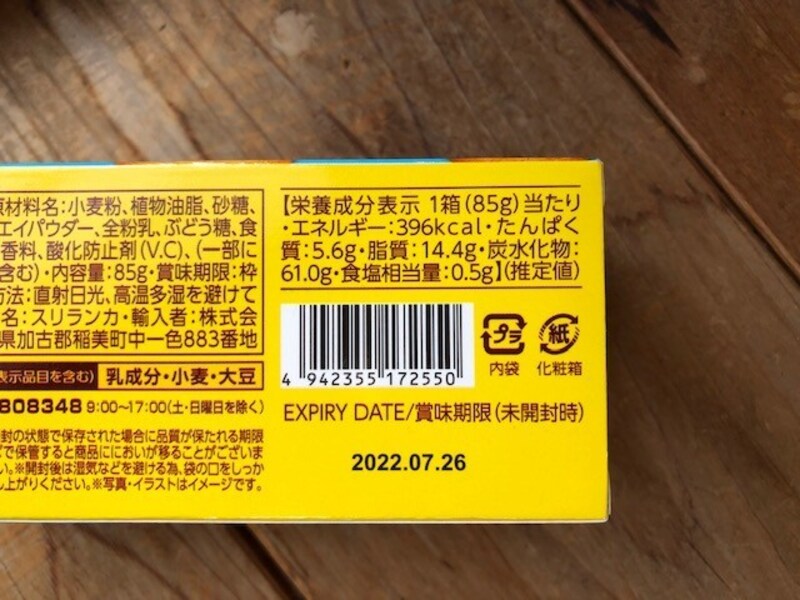 原材料名:小麦粉、植物油脂、砂糖、
エイパウダー、全粉乳、ぶどう糖、食
香料、酸化防止剤(V.C)、(一部に
含む)・内容量:85g・賞味期限:枠
方法:直射日光、高温多湿を避けて
名:スリランカ・輸入者:株式会
県加古郡稲美町中一色883番地
表示品目を含む) 乳成分・小麦・大豆
808348 9:00~17:00(土・日曜日を除く)
封の状態で保存された場合に品質が保たれる期限
で保管すると商品ににおいが移ることがございま
い。※開封後は湿気などを避ける為、袋の口をしっか
し上がりください。※写真・イラストはイメージです。
【栄養成分表示 1箱(85g)当たり
・エネルギー:396kcal・たんぱく
質:5.6g・脂質:14.4g・炭水化物:
61.0g・食塩相当量:0.5g】(推定値)
4 942355 172550
プラ 紙
内袋 化粧箱
EXPIRY DATE/賞味期限(未開封時)
2022.07.26